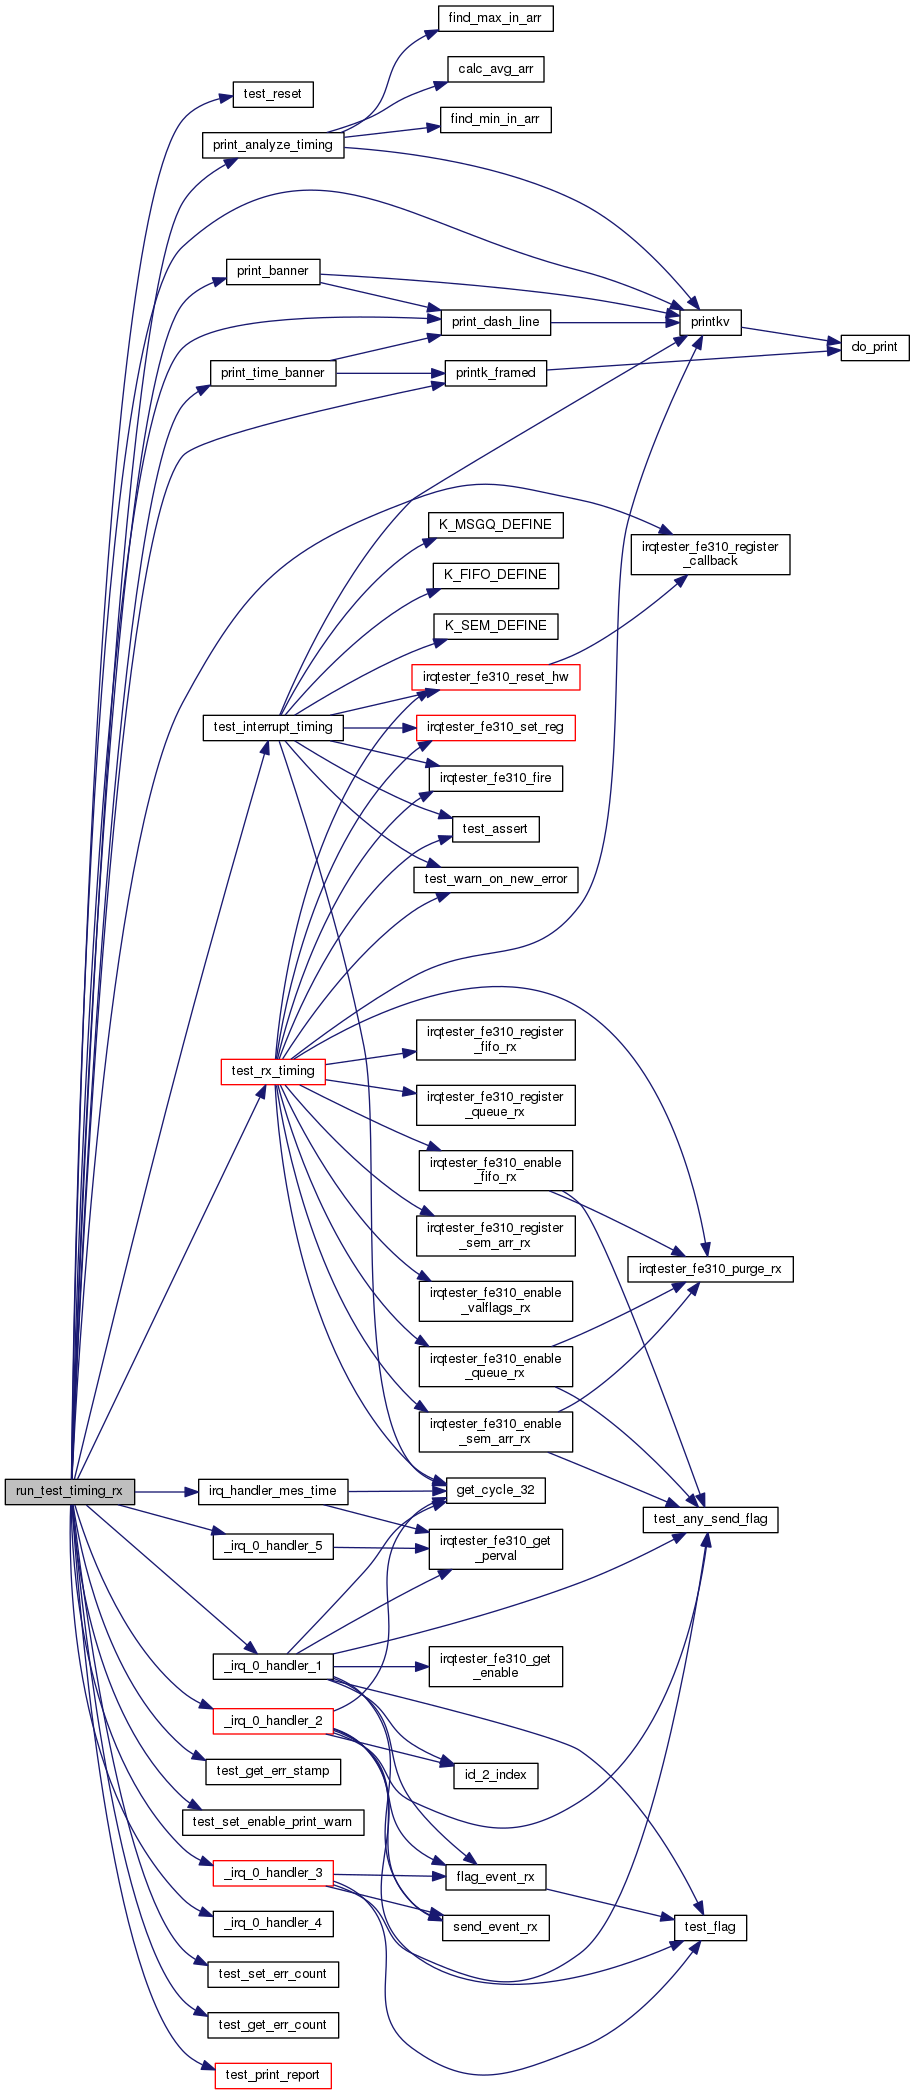 find_max_in_arr
calc_avg_arr
test_reset
find_min_in_arr
print_analyze_timing
print_banner
print_dash_line
printkv
do_print
print_time_banner
printk_framed
K_MSGQ_DEFINE
irqtester_fe310_register
_callback
K_FIFO_DEFINE
K_SEM_DEFINE
irqtester_fe310_reset_hw
test_interrupt_timing
irqtester_fe310_set_reg
irqtester_fe310_fire
test_assert
test_warn_on_new_error
irqtester_fe310_register
_fifo_rx
test_rx_timing
irqtester_fe310_register
_queue_rx
irqtester_fe310_enable
_fifo_rx
irqtester_fe310_register
_sem_arr_rx
irqtester_fe310_purge_rx
irqtester_fe310_enable
_valflags_rx
irqtester_fe310_enable
_queue_rx
irqtester_fe310_enable
_sem_arr_rx
run_test_timing_rx
irq_handler_mes_time
get_cycle_32
test_any_send_flag
_irq_0_handler_5
irqtester_fe310_get
_perval
_irq_0_handler_1
irqtester_fe310_get
_enable
_irq_0_handler_2
test_get_err_stamp
id_2_index
test_set_enable_print_warn
_irq_0_handler_3
flag_event_rx
_irq_0_handler_4
send_event_rx
test_flag
test_set_err_count
test_get_err_count
test_print_report